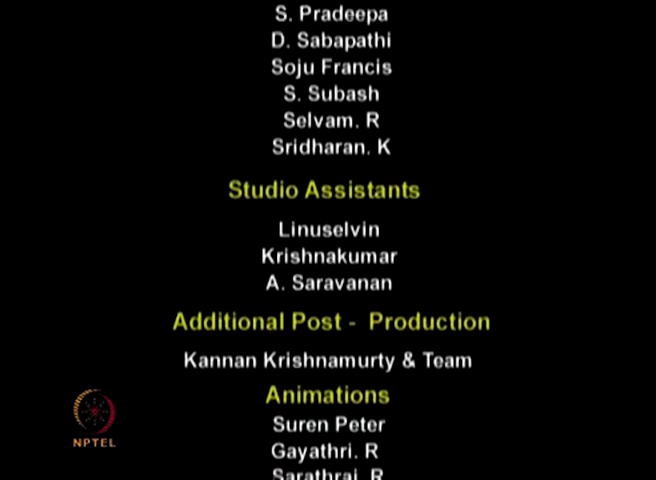 S. Pradeepa
D. Sabapathi
Soju Francis
S. Subash
Selvam. R
Sridharan. K
Studio Assistants
Linuselvin
Krishnakumar
A. Saravanan
Additional Post - Production
Kannan Krishnamurty & Team
Animations
Suren Peter
Gayathri. R
Sarathraj. R
NPTEL